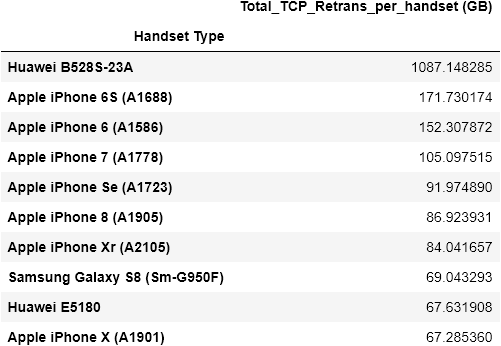 Total_TCP_Retrans_per_handset (GB)
Handset Type
Huawei B528S-23A 1087.148285
Apple iPhone 6S (A1688) 171.730174
Apple iPhone 6 (A1586) 152.307872
Apple iPhone 7 (A1778) 105.097515
Apple iPhone Se (A1723) 91.974890
Apple iPhone 8 (A1905) 86.923931
Apple iPhone Xr (A2105) 84.041657
Samsung Galaxy S8 (Sm-G950F) 69.043293
Huawei E5180 67.631908
Apple iPhone X (A1901) 67.285360